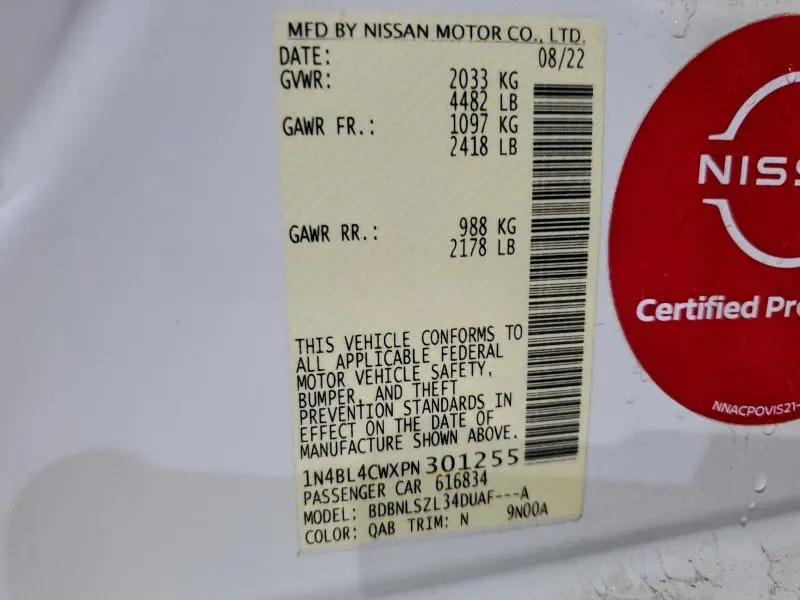 MFD BY NISSAN MOTOR CO., LTD.
DATE: 08/22
GVWR: 2033 KG
4482 LB
GAWR FR.: 1097 KG
2418 LB
GAWR RR.: 988 KG
2178 LB
THIS VEHICLE CONFORMS TO
ALL APPLICABLE FEDERAL
MOTOR VEHICLE SAFETY,
BUMPER, AND THEFT
PREVENTION STANDARDS IN
EFFECT ON THE DATE OF
MANUFACTURE SHOWN ABOVE.
1N4BL4CWXPN301255
PASSENGER CAR 616834
MODEL: BDBNLSZL34DUAF---A
COLOR: QAB TRIM: N 9N00A
NISS
Certified Pre
NNACPOVIS21-